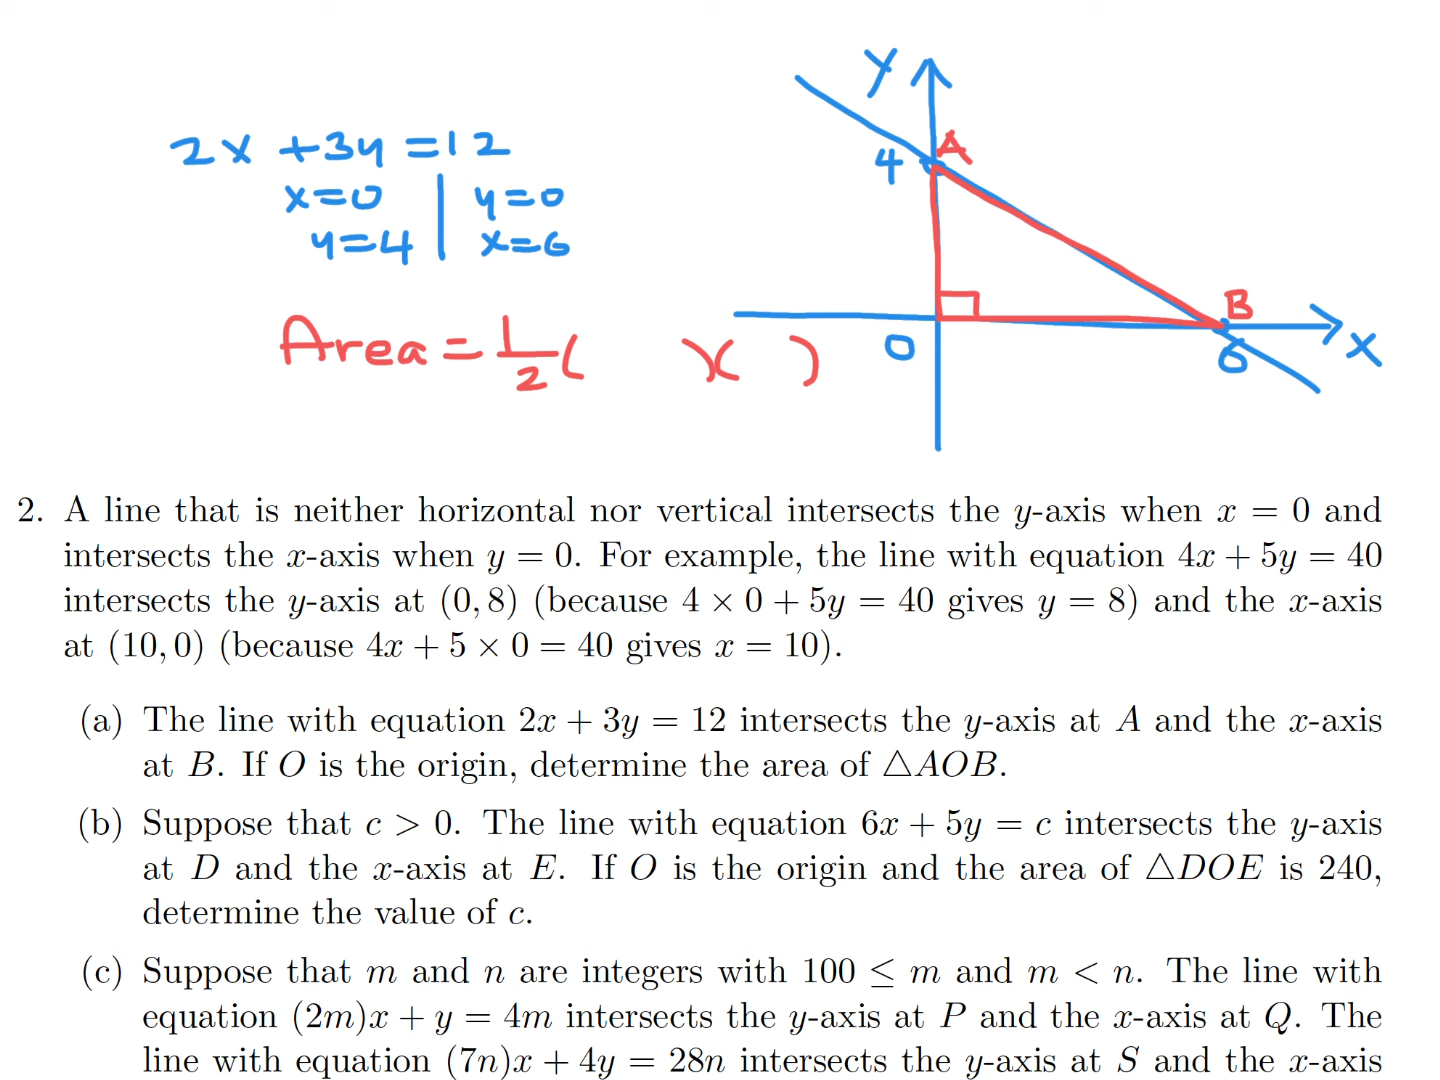 2x + 3y = 12
x=0 | y=0
y=4 | x=6
Area = 1/2 ( x )
y
4 A
B
0 6 x
2. A line that is neither horizontal nor vertical intersects the y-axis when x = 0 and
intersects the x-axis when y = 0. For example, the line with equation 4x + 5y = 40
intersects the y-axis at (0, 8) (because 4 × 0 + 5y = 40 gives y = 8) and the x-axis
at (10, 0) (because 4x + 5 × 0 = 40 gives x = 10).
(a) The line with equation 2x + 3y = 12 intersects the y-axis at A and the x-axis
at B. If O is the origin, determine the area of △AOB.
(b) Suppose that c > 0. The line with equation 6x + 5y = c intersects the y-axis
at D and the x-axis at E. If O is the origin and the area of △DOE is 240,
determine the value of c.
(c) Suppose that m and n are integers with 100 ≤ m and m < n. The line with
equation (2m)x + y = 4m intersects the y-axis at P and the x-axis at Q. The
line with equation (7n)x + 4y = 28n intersects the y-axis at S and the x-axis